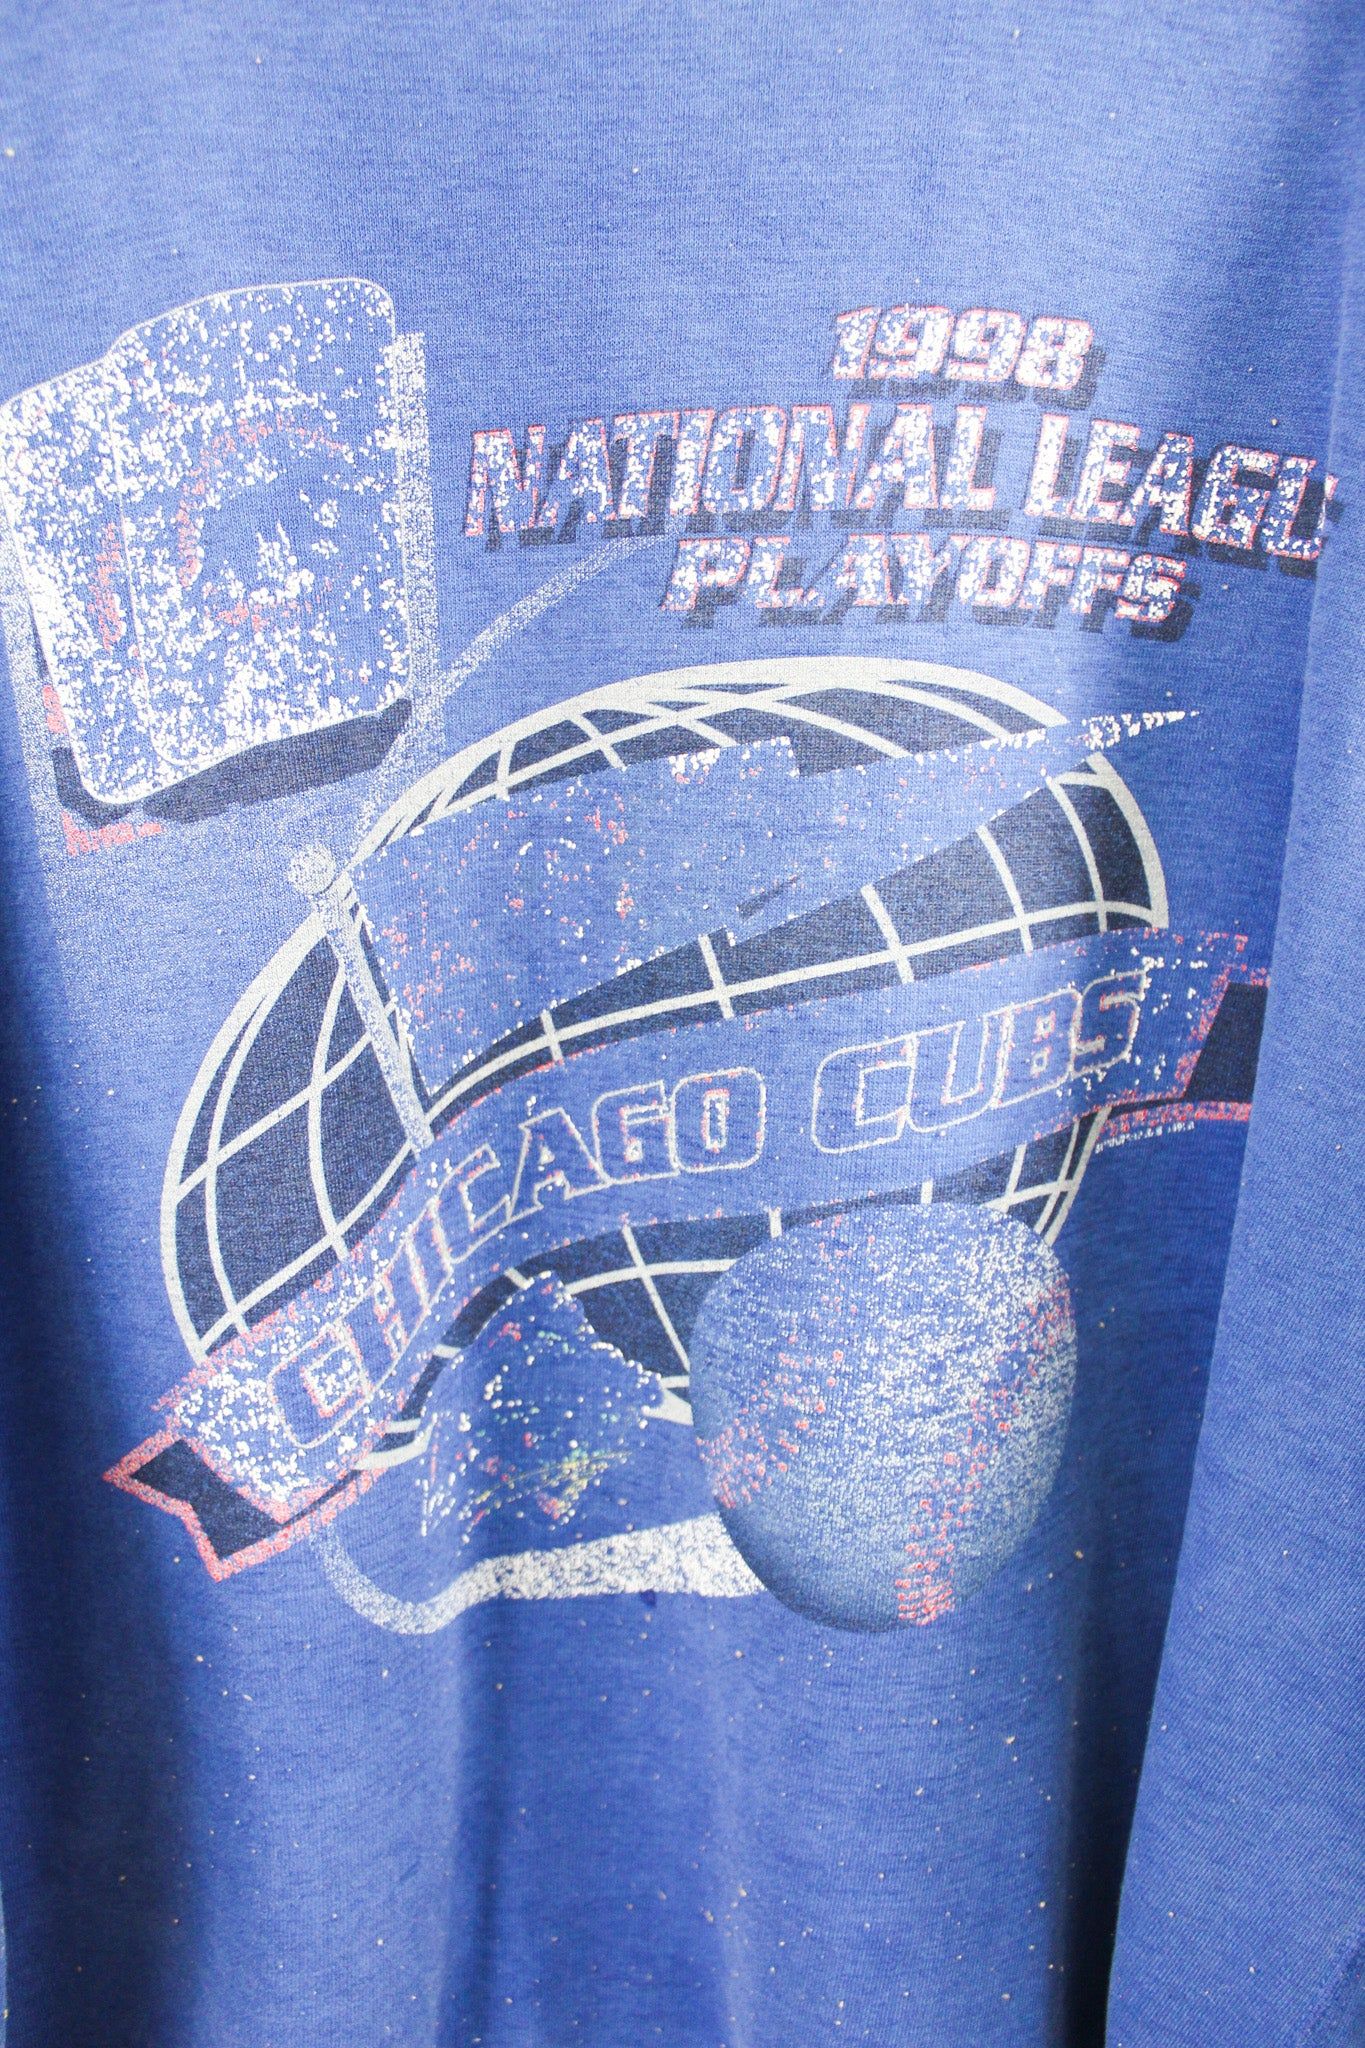 1998
NATIONAL LEAGU
PLAYOFFS
CHICAGO CUBS